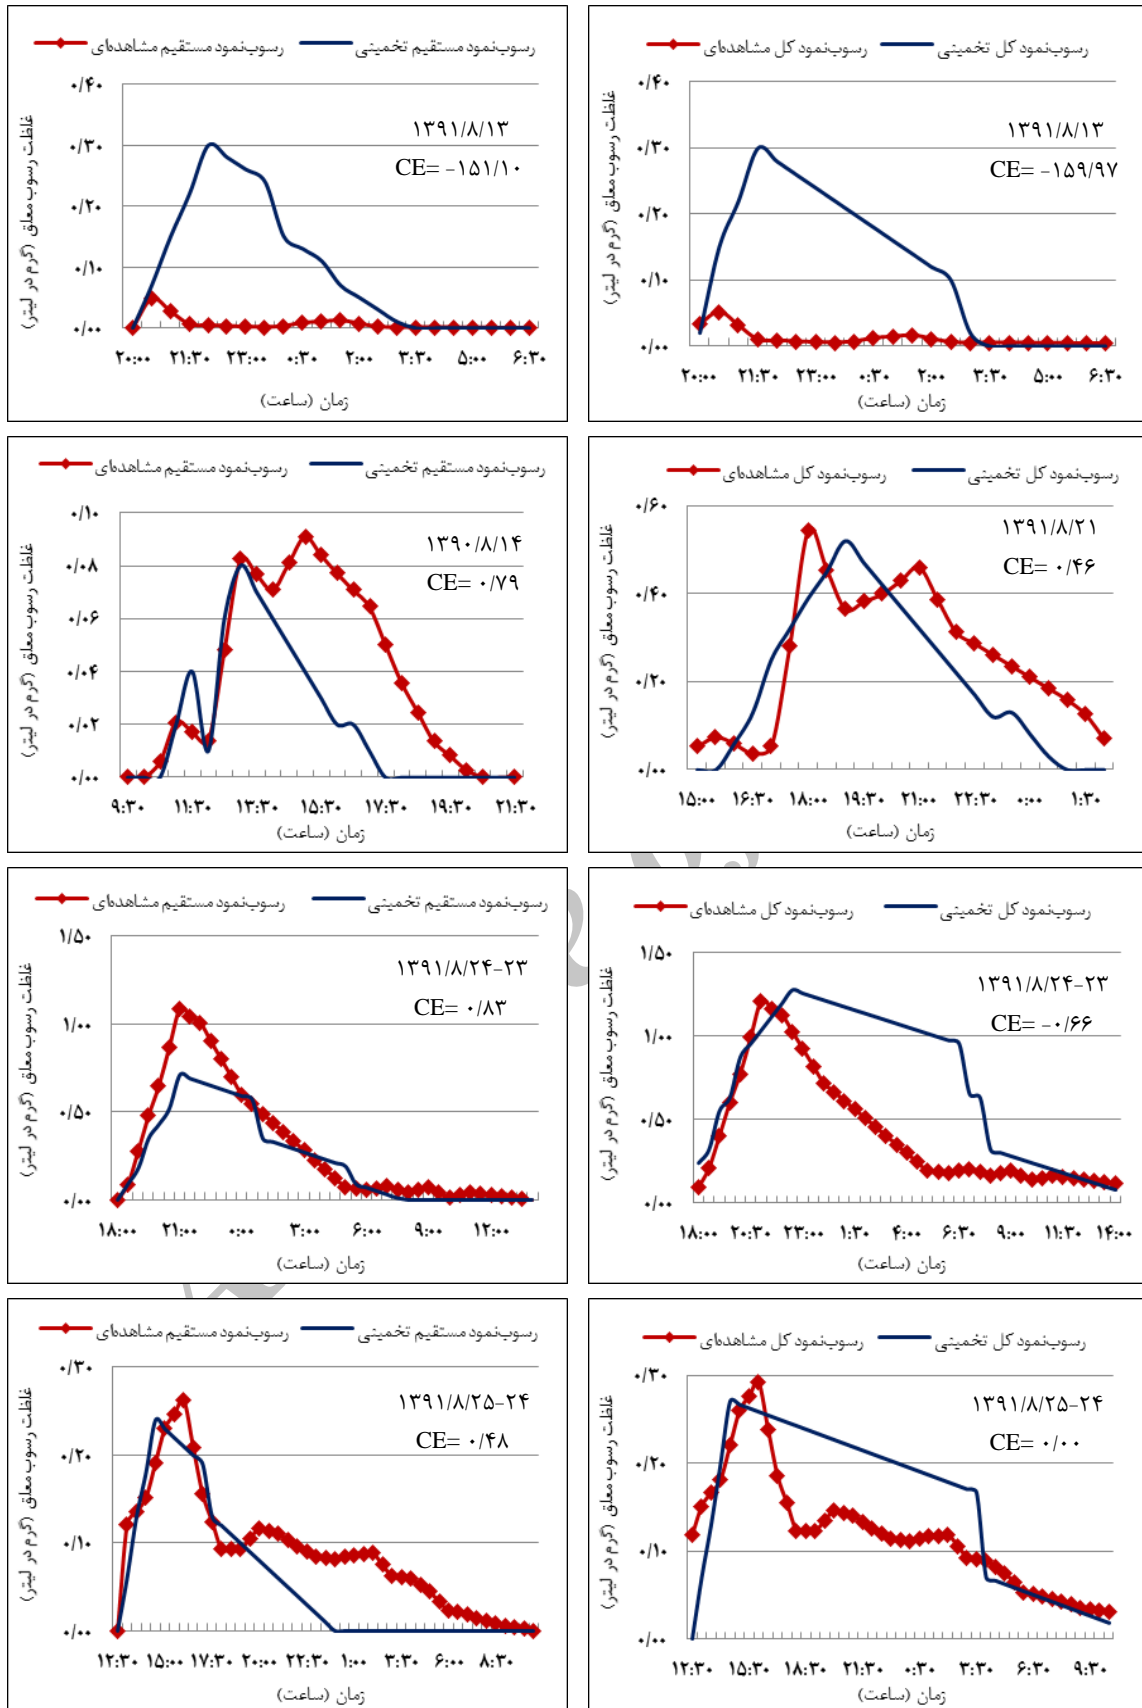 رسوب‌نمود مستقیم مشاهده‌ای رسوب‌نمود مستقیم تخمینی
غلظت رسوب معلق (گرم در لیتر)
۰/۴۰
۰/۳۰
۰/۲۰
۰/۱۰
۰/۰۰
۱۳۹۱/۸/۱۳
CE= -۱۵۱/۱۰
۲۰:۰۰ ۲۱:۳۰ ۲۳:۰۰ ۰:۳۰ ۲:۰۰ ۳:۳۰ ۵:۰۰ ۶:۳۰
زمان (ساعت)
رسوب‌نمود کل مشاهده‌ای رسوب‌نمود کل تخمینی
غلظت رسوب معلق (گرم در لیتر)
۰/۴۰
۰/۳۰
۰/۲۰
۰/۱۰
۰/۰۰
۱۳۹۱/۸/۱۳
CE= -۱۵۹/۹۷
۲۰:۰۰ ۲۱:۳۰ ۲۳:۰۰ ۰:۳۰ ۲:۰۰ ۳:۳۰ ۵:۰۰ ۶:۳۰
زمان (ساعت)
رسوب‌نمود مستقیم مشاهده‌ای رسوب‌نمود مستقیم تخمینی
غلظت رسوب معلق (گرم در لیتر)
۰/۱۰
۰/۰۸
۰/۰۶
۰/۰۴
۰/۰۲
۰/۰۰
۱۳۹۰/۸/۱۴
CE= ۰/۷۹
۹:۳۰ ۱۱:۳۰ ۱۳:۳۰ ۱۵:۳۰ ۱۷:۳۰ ۱۹:۳۰ ۲۱:۳۰
زمان (ساعت)
رسوب‌نمود کل مشاهده‌ای رسوب‌نمود کل تخمینی
غلظت رسوب معلق (گرم در لیتر)
۰/۶۰
۰/۴۰
۰/۲۰
۰/۰۰
۱۳۹۱/۸/۲۱
CE= ۰/۴۶
۱۵:۰۰ ۱۶:۳۰ ۱۸:۰۰ ۱۹:۳۰ ۲۱:۰۰ ۲۲:۳۰ ۰:۰۰ ۱:۳۰
زمان (ساعت)
رسوب‌نمود مستقیم مشاهده‌ای رسوب‌نمود مستقیم تخمینی
غلظت رسوب معلق (گرم در لیتر)
۱/۵۰
۱/۰۰
۰/۵۰
۰/۰۰
۱۳۹۱/۸/۲۴-۲۳
CE= ۰/۸۳
۱۸:۰۰ ۲۱:۰۰ ۰:۰۰ ۳:۰۰ ۶:۰۰ ۹:۰۰ ۱۲:۰۰
زمان (ساعت)
رسوب‌نمود کل مشاهده‌ای رسوب‌نمود کل تخمینی
غلظت رسوب معلق (گرم در لیتر)
۱/۵۰
۱/۰۰
۰/۵۰
۰/۰۰
۱۳۹۱/۸/۲۴-۲۳
CE= -۰/۶۶
۱۸:۰۰ ۲۰:۳۰ ۲۳:۰۰ ۱:۳۰ ۴:۰۰ ۶:۳۰ ۹:۰۰ ۱۱:۳۰ ۱۴:۰۰
زمان (ساعت)
رسوب‌نمود مستقیم مشاهده‌ای رسوب‌نمود مستقیم تخمینی
غلظت رسوب معلق (گرم در لیتر)
۰/۳۰
۰/۲۰
۰/۱۰
۰/۰۰
۱۳۹۱/۸/۲۵-۲۴
CE= ۰/۴۸
۱۲:۳۰ ۱۵:۰۰ ۱۷:۳۰ ۲۰:۰۰ ۲۲:۳۰ ۱:۰۰ ۳:۳۰ ۶:۰۰ ۸:۳۰
زمان (ساعت)
رسوب‌نمود کل مشاهده‌ای رسوب‌نمود کل تخمینی
غلظت رسوب معلق (گرم در لیتر)
۰/۳۰
۰/۲۰
۰/۱۰
۰/۰۰
۱۳۹۱/۸/۲۵-۲۴
CE= ۰/۰۰
۱۲:۳۰ ۱۵:۳۰ ۱۸:۳۰ ۲۱:۳۰ ۰:۳۰ ۳:۳۰ ۶:۳۰ ۹:۳۰
زمان (ساعت)